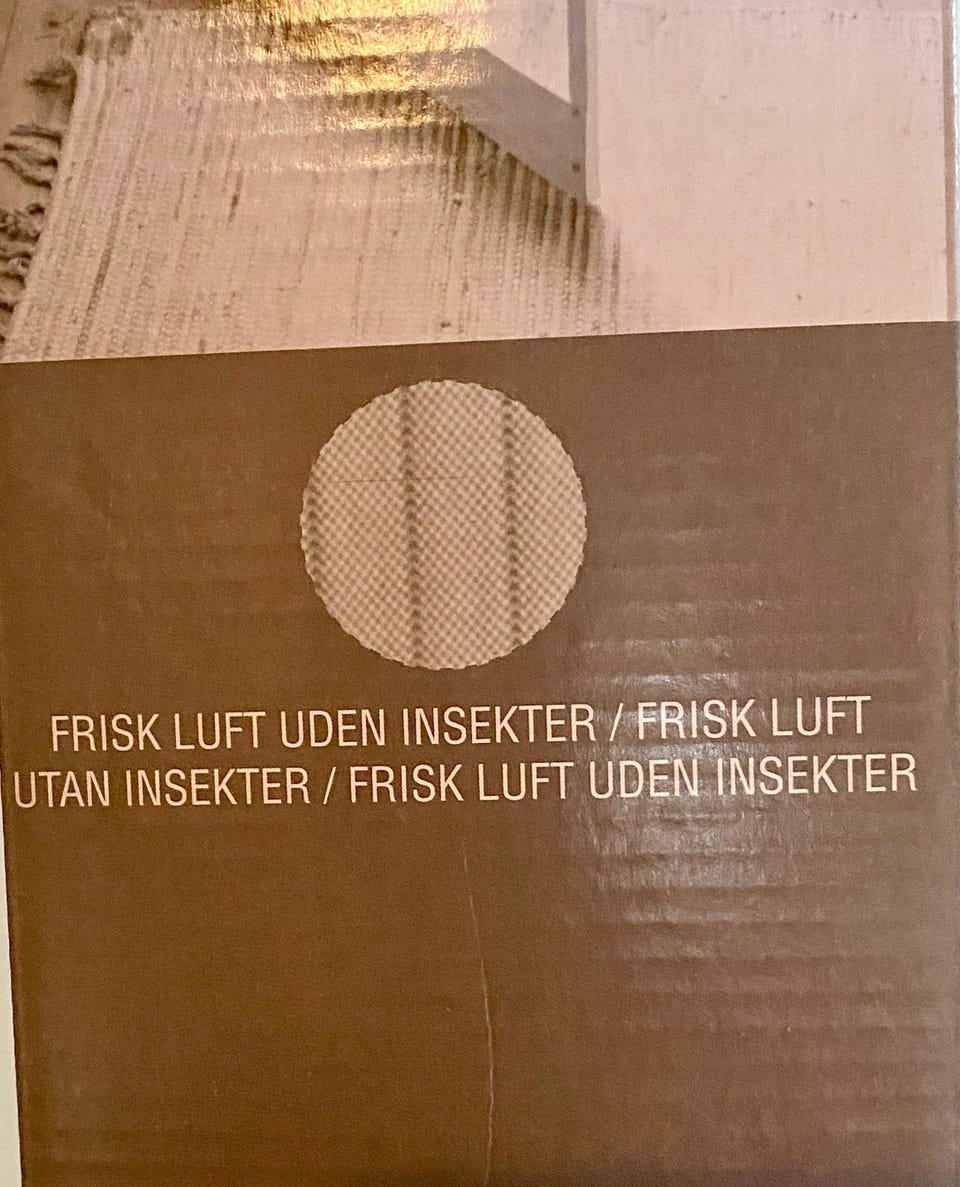 FRISK LUFT UDEN INSEKTER / FRISK LUFT
UTAN INSEKTER / FRISK LUFT UDEN INSEKTER